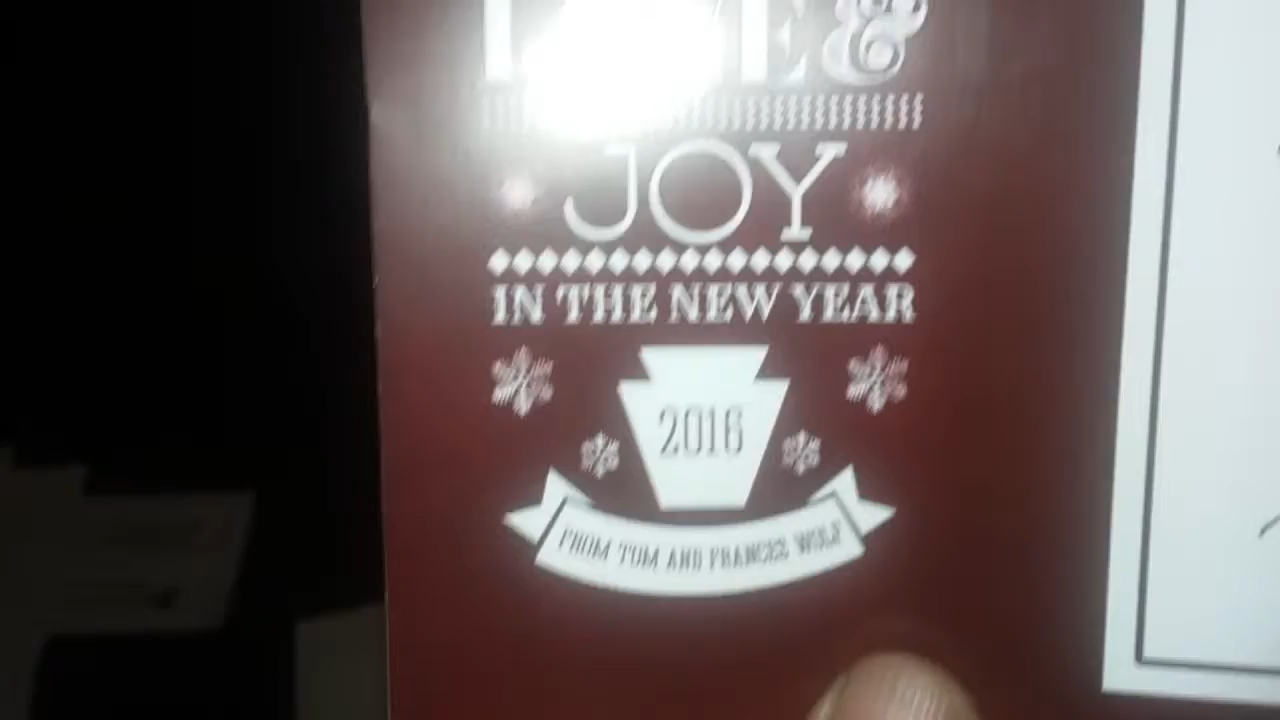 &
JOY
IN THE NEW YEAR
2016
FROM TOM AND FRANCES WOLF